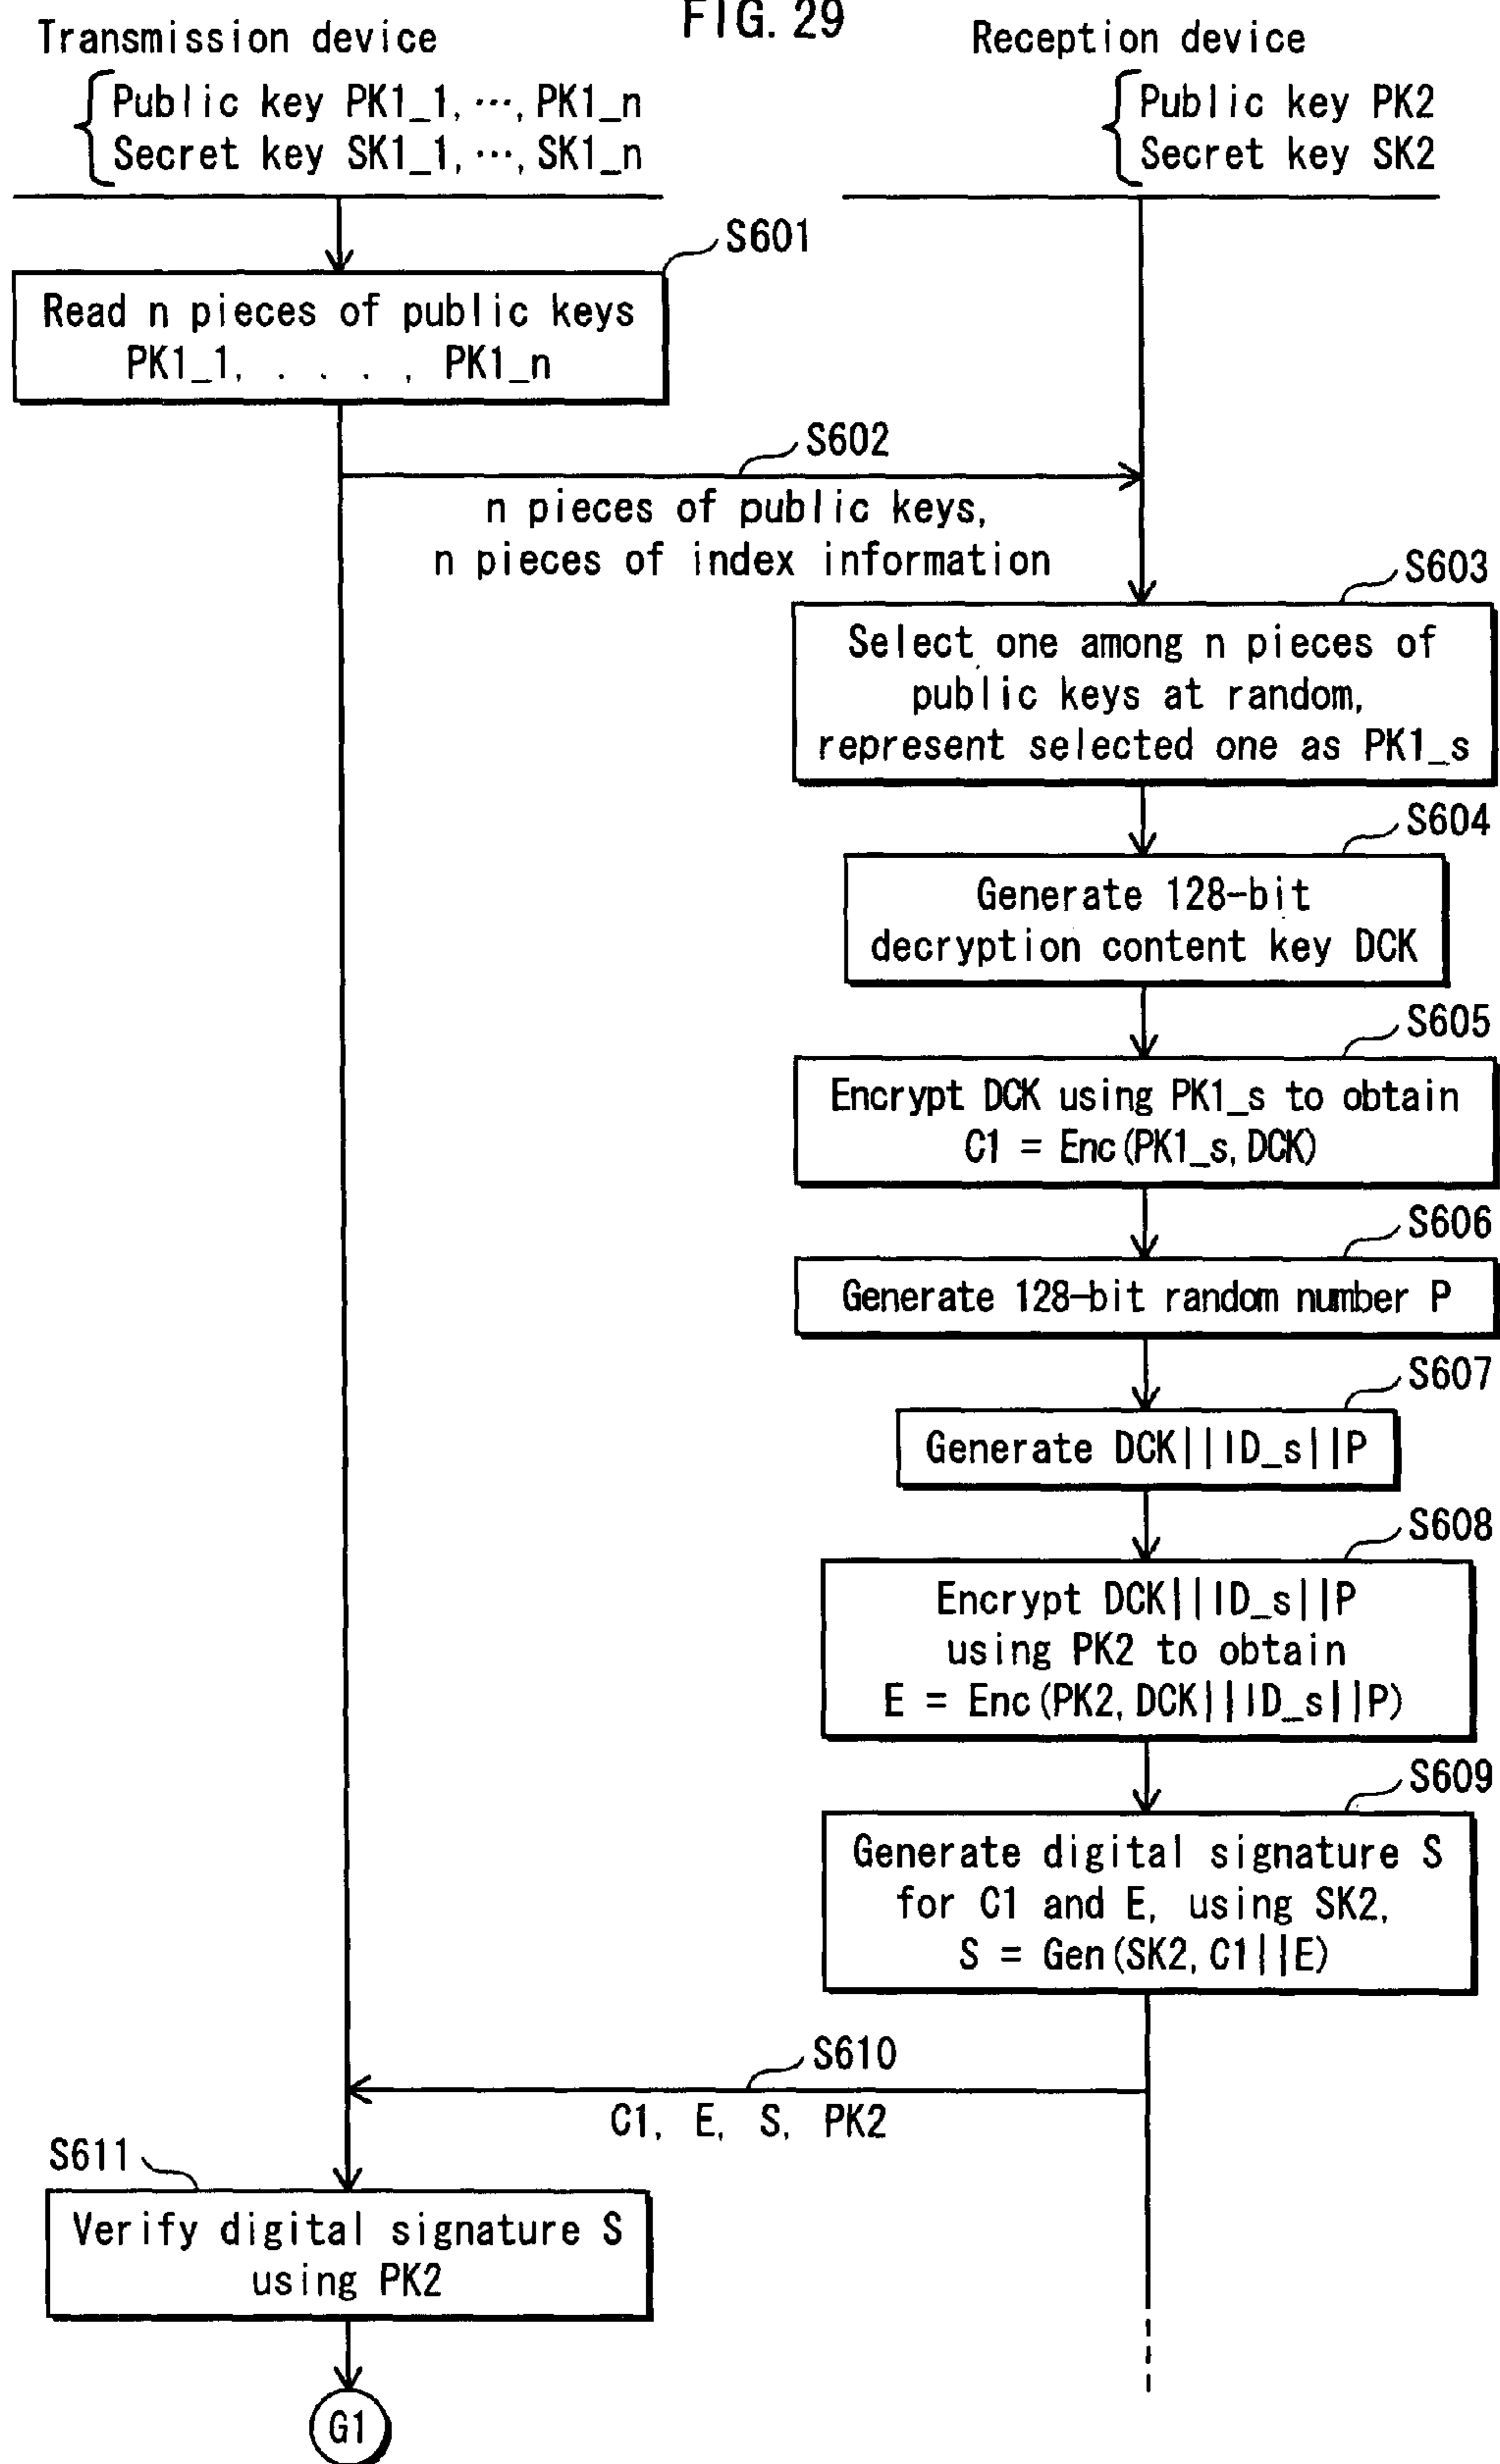 FIG. 29
Transmission device
Public key PK1_1, ···, PK1_n
Secret key SK1_1, ···, SK1_n
Reception device
Public key PK2
Secret key SK2
S601
Read n pieces of public keys
PK1_1, . . . , PK1_n
S602
n pieces of public keys,
n pieces of index information
S603
Select one among n pieces of
public keys at random,
represent selected one as PK1_s
S604
Generate 128-bit
decryption content key DCK
S605
Encrypt DCK using PK1_s to obtain
C1 = Enc(PK1_s, DCK)
S606
Generate 128-bit random number P
S607
Generate DCK||ID_s||P
S608
Encrypt DCK||ID_s||P
using PK2 to obtain
E = Enc(PK2, DCK||ID_s||P)
S609
Generate digital signature S
for C1 and E, using SK2,
S = Gen(SK2, C1||E)
S610
C1, E, S, PK2
S611
Verify digital signature S
using PK2
G1